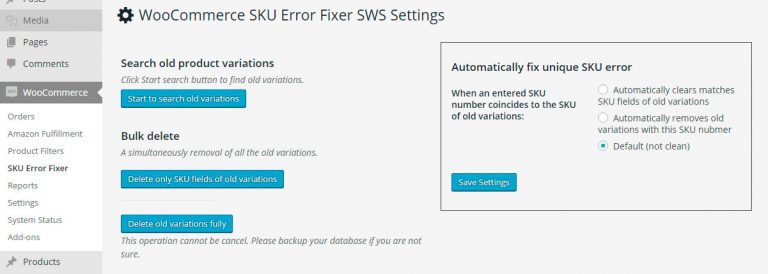 Posts
Media
Pages
Comments
WooCommerce
Orders
Amazon Fulfillment
Product Filters
SKU Error Fixer
Reports
Settings
System Status
Add-ons
Products
WooCommerce SKU Error Fixer SWS Settings
Search old product variations
Click Start search button to find old variations.
Start to search old variations
Bulk delete
A simultaneously removal of all the old variations.
Delete only SKU fields of old variations
Delete old variations fully
This operation cannot be cancel. Please backup your database if you are not
sure.
Automatically fix unique SKU error
When an entered SKU
number coincides to the SKU
of old variations:
Automatically clears matches
SKU fields of old variations
Automatically removes old
variations with this SKU nubmer
Default (not clean)
Save Settings